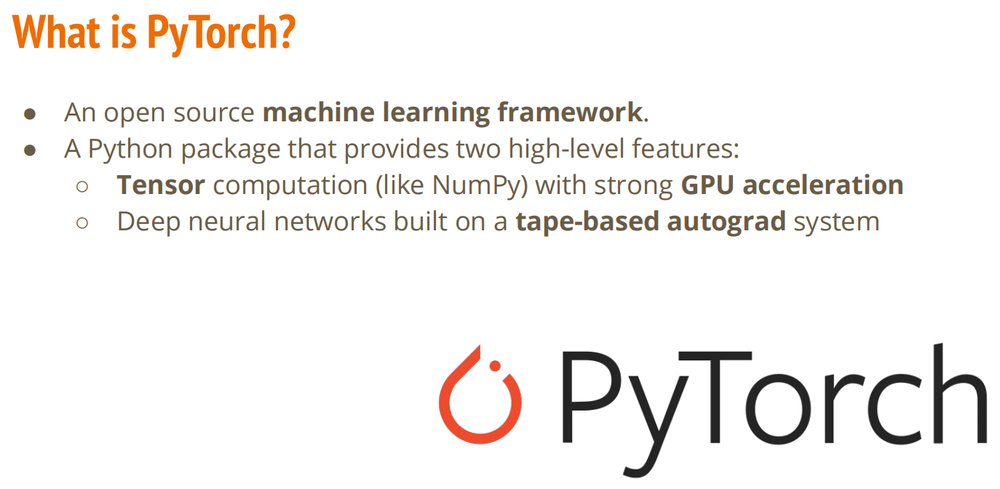 What is PyTorch?
● An open source machine learning framework.
● A Python package that provides two high-level features:
○ Tensor computation (like NumPy) with strong GPU acceleration
○ Deep neural networks built on a tape-based autograd system
PyTorch